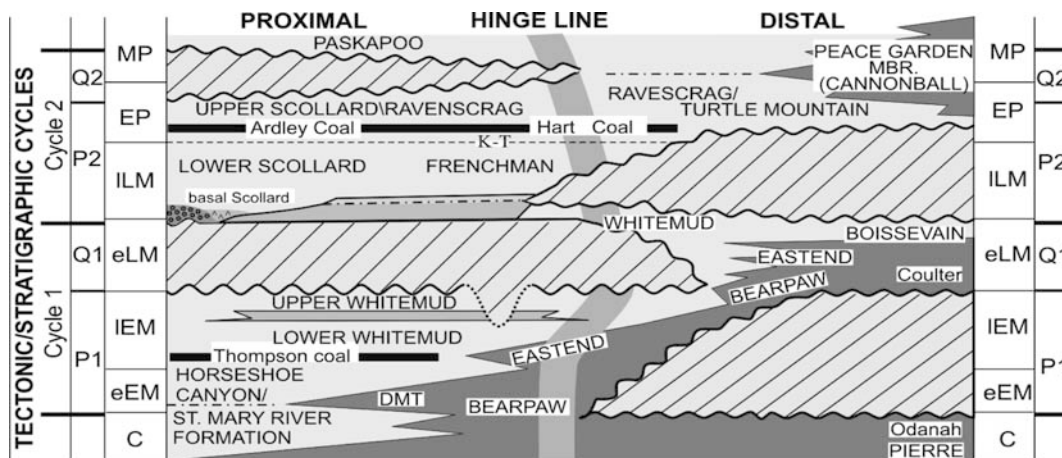 PROXIMAL HINGE LINE DISTAL
TECTONIC/STRATIGRAPHIC CYCLES
Cycle 2
Cycle 1
Q2
P2
Q1
P1
MP
EP
lLM
eLM
lEM
eEM
C
PASKAPOO
PEACE GARDEN
MBR.
(CANNBALL)
UPPER SCOLLARD\RAVENSCRAG
RAVESCRAG/
TURTLE MOUNTAIN
Ardley Coal
Hart Coal
K-T
LOWER SCOLLARD
FRENCHMAN
basal Scollard
WHITEMUD
BOISSEVAIN
EASTEND
Coulter
BEARPAW
UPPER WHITEMUD
LOWER WHITEMUD
EASTEND
Thompson coal
HORSESHOE
CANYON/
DMT
BEARPAW
ST. MARY RIVER
FORMATION
Odanah
PIERRE
MP
EP
lLM
eLM
lEM
eEM
C
Q2
P2
Q1
P1